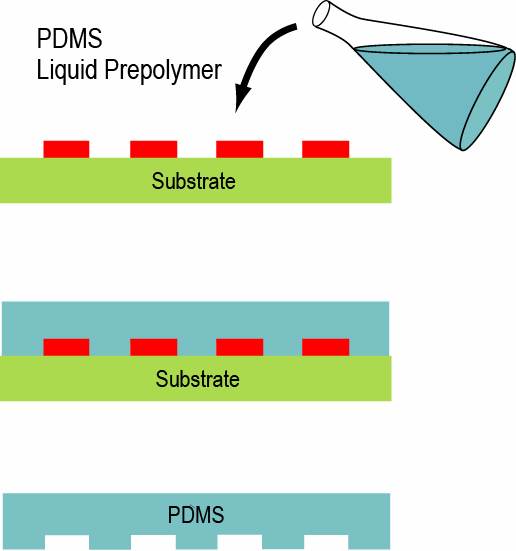 PDMS
Liquid Prepolymer
Substrate
Substrate
PDMS